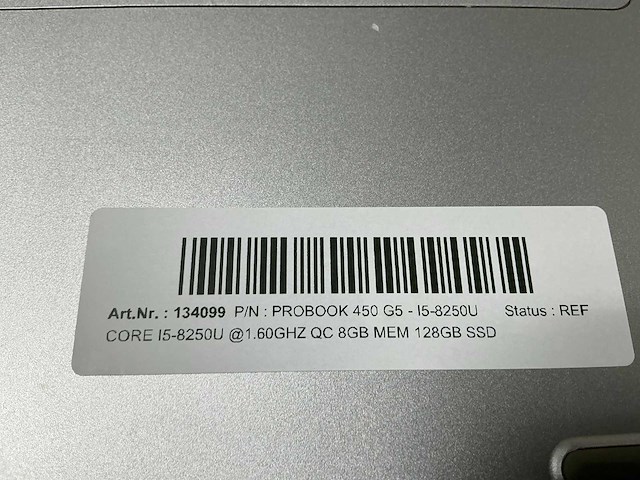 Art.Nr. : 134099 P/N : PROBOOK 450 G5 - I5-8250U Status : REF
CORE I5-8250U @1.60GHZ QC 8GB MEM 128GB SSD